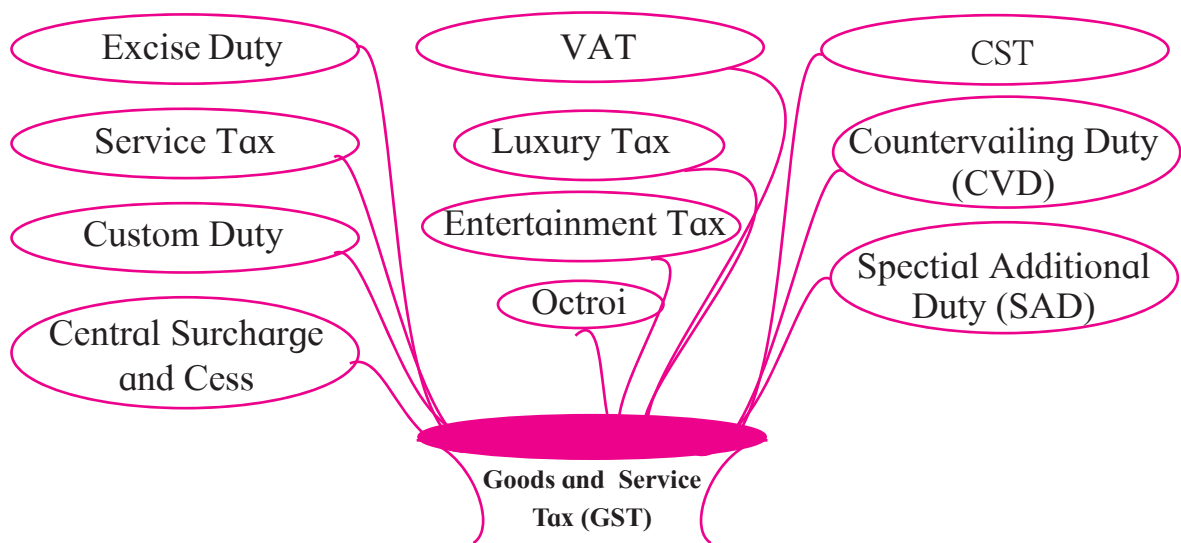 Excise Duty
VAT
CST
Service Tax
Luxury Tax
Countervailing Duty
(CVD)
Custom Duty
Entertainment Tax
Spectial Additional
Duty (SAD)
Octroi
Central Surcharge
and Cess
Goods and Service
Tax (GST)